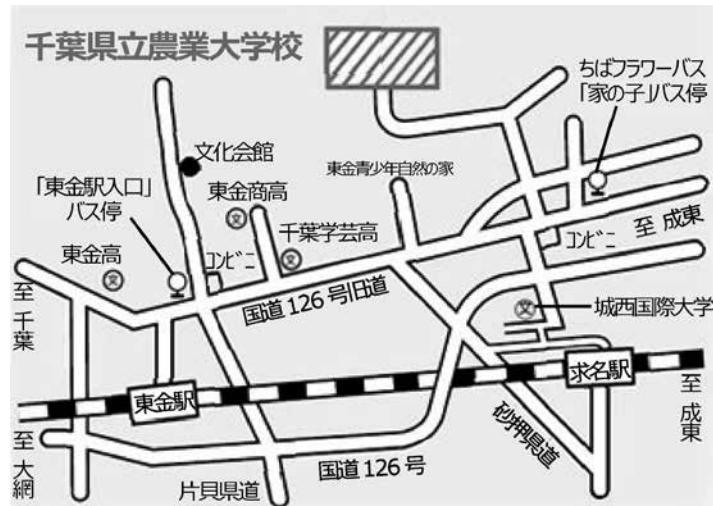 千葉県立農業大学校
ちばフラワーバス
「家の子」バス停
文化会館
東金青少年自然の家
「東金駅入口」
バス停
東金商高
文
千葉学芸高
文
東金高
文
コンビニ
コンビニ
至 成東
至 千葉
国道126号旧道
文
城西国際大学
東金駅
求名駅
至 成東
至 大網
砂押県道
国道126号
片貝県道